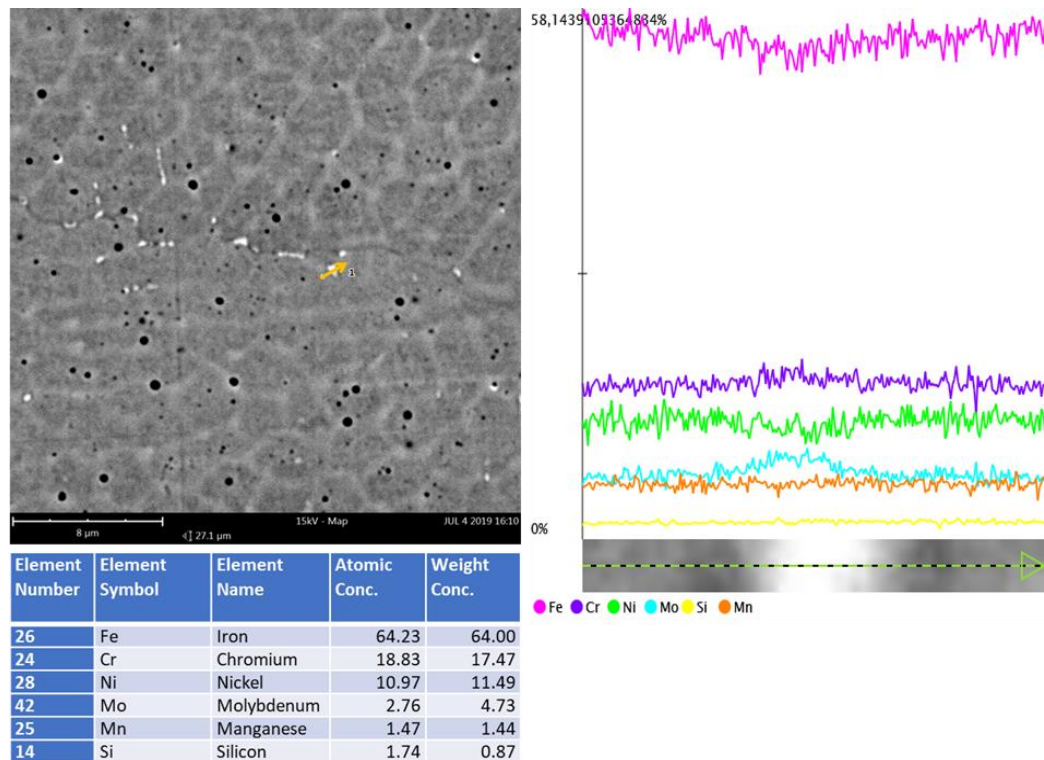 58,1439105364834%
1
15kV - Map
JUL 4 2019 16:10
8 µm
27.1 µm
0%
Fe Cr Ni Mo Si Mn
Element Number Element Symbol Element Name Atomic Conc. Weight Conc.
26 Fe Iron 64.23 64.00
24 Cr Chromium 18.83 17.47
28 Ni Nickel 10.97 11.49
42 Mo Molybdenum 2.76 4.73
25 Mn Manganese 1.47 1.44
14 Si Silicon 1.74 0.87